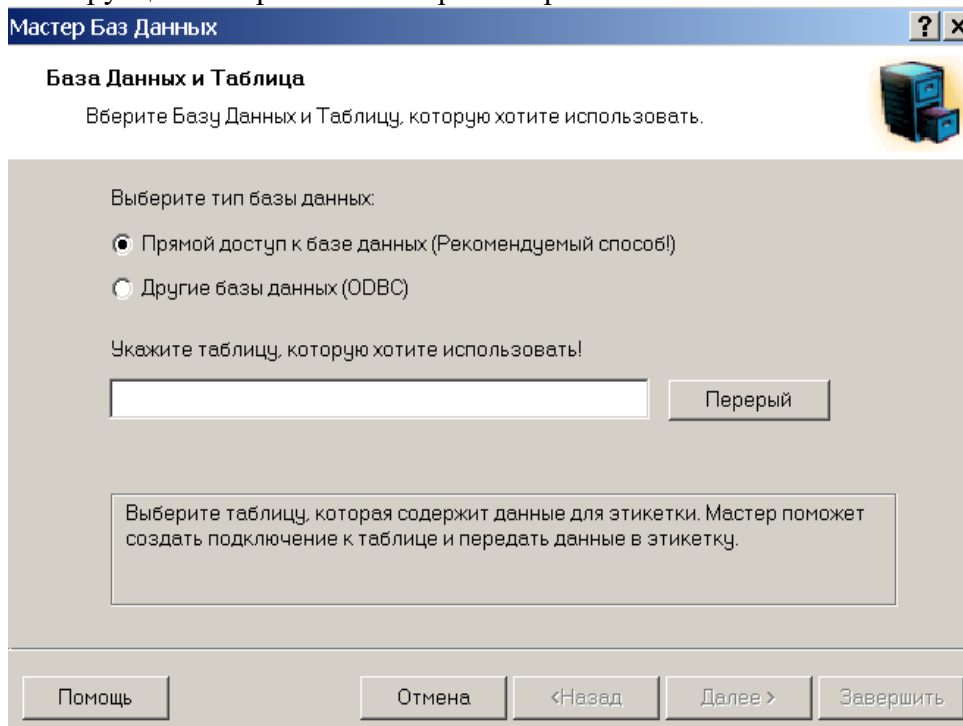 Мастер Баз Данных
База Данных и Таблица
Вберите Базу Данных и Таблицу, которую хотите использовать.
Выберите тип базы данных:
Прямой доступ к базе данных (Рекомендуемый способ!)
Другие базы данных (ODBC)
Укажите таблицу, которую хотите использовать!
Перерый
Выберите таблицу, которая содержит данные для этикетки. Мастер поможет
создать подключение к таблице и передать данные в этикетку.
Помощь Отмена <Назад Далее > Завершить